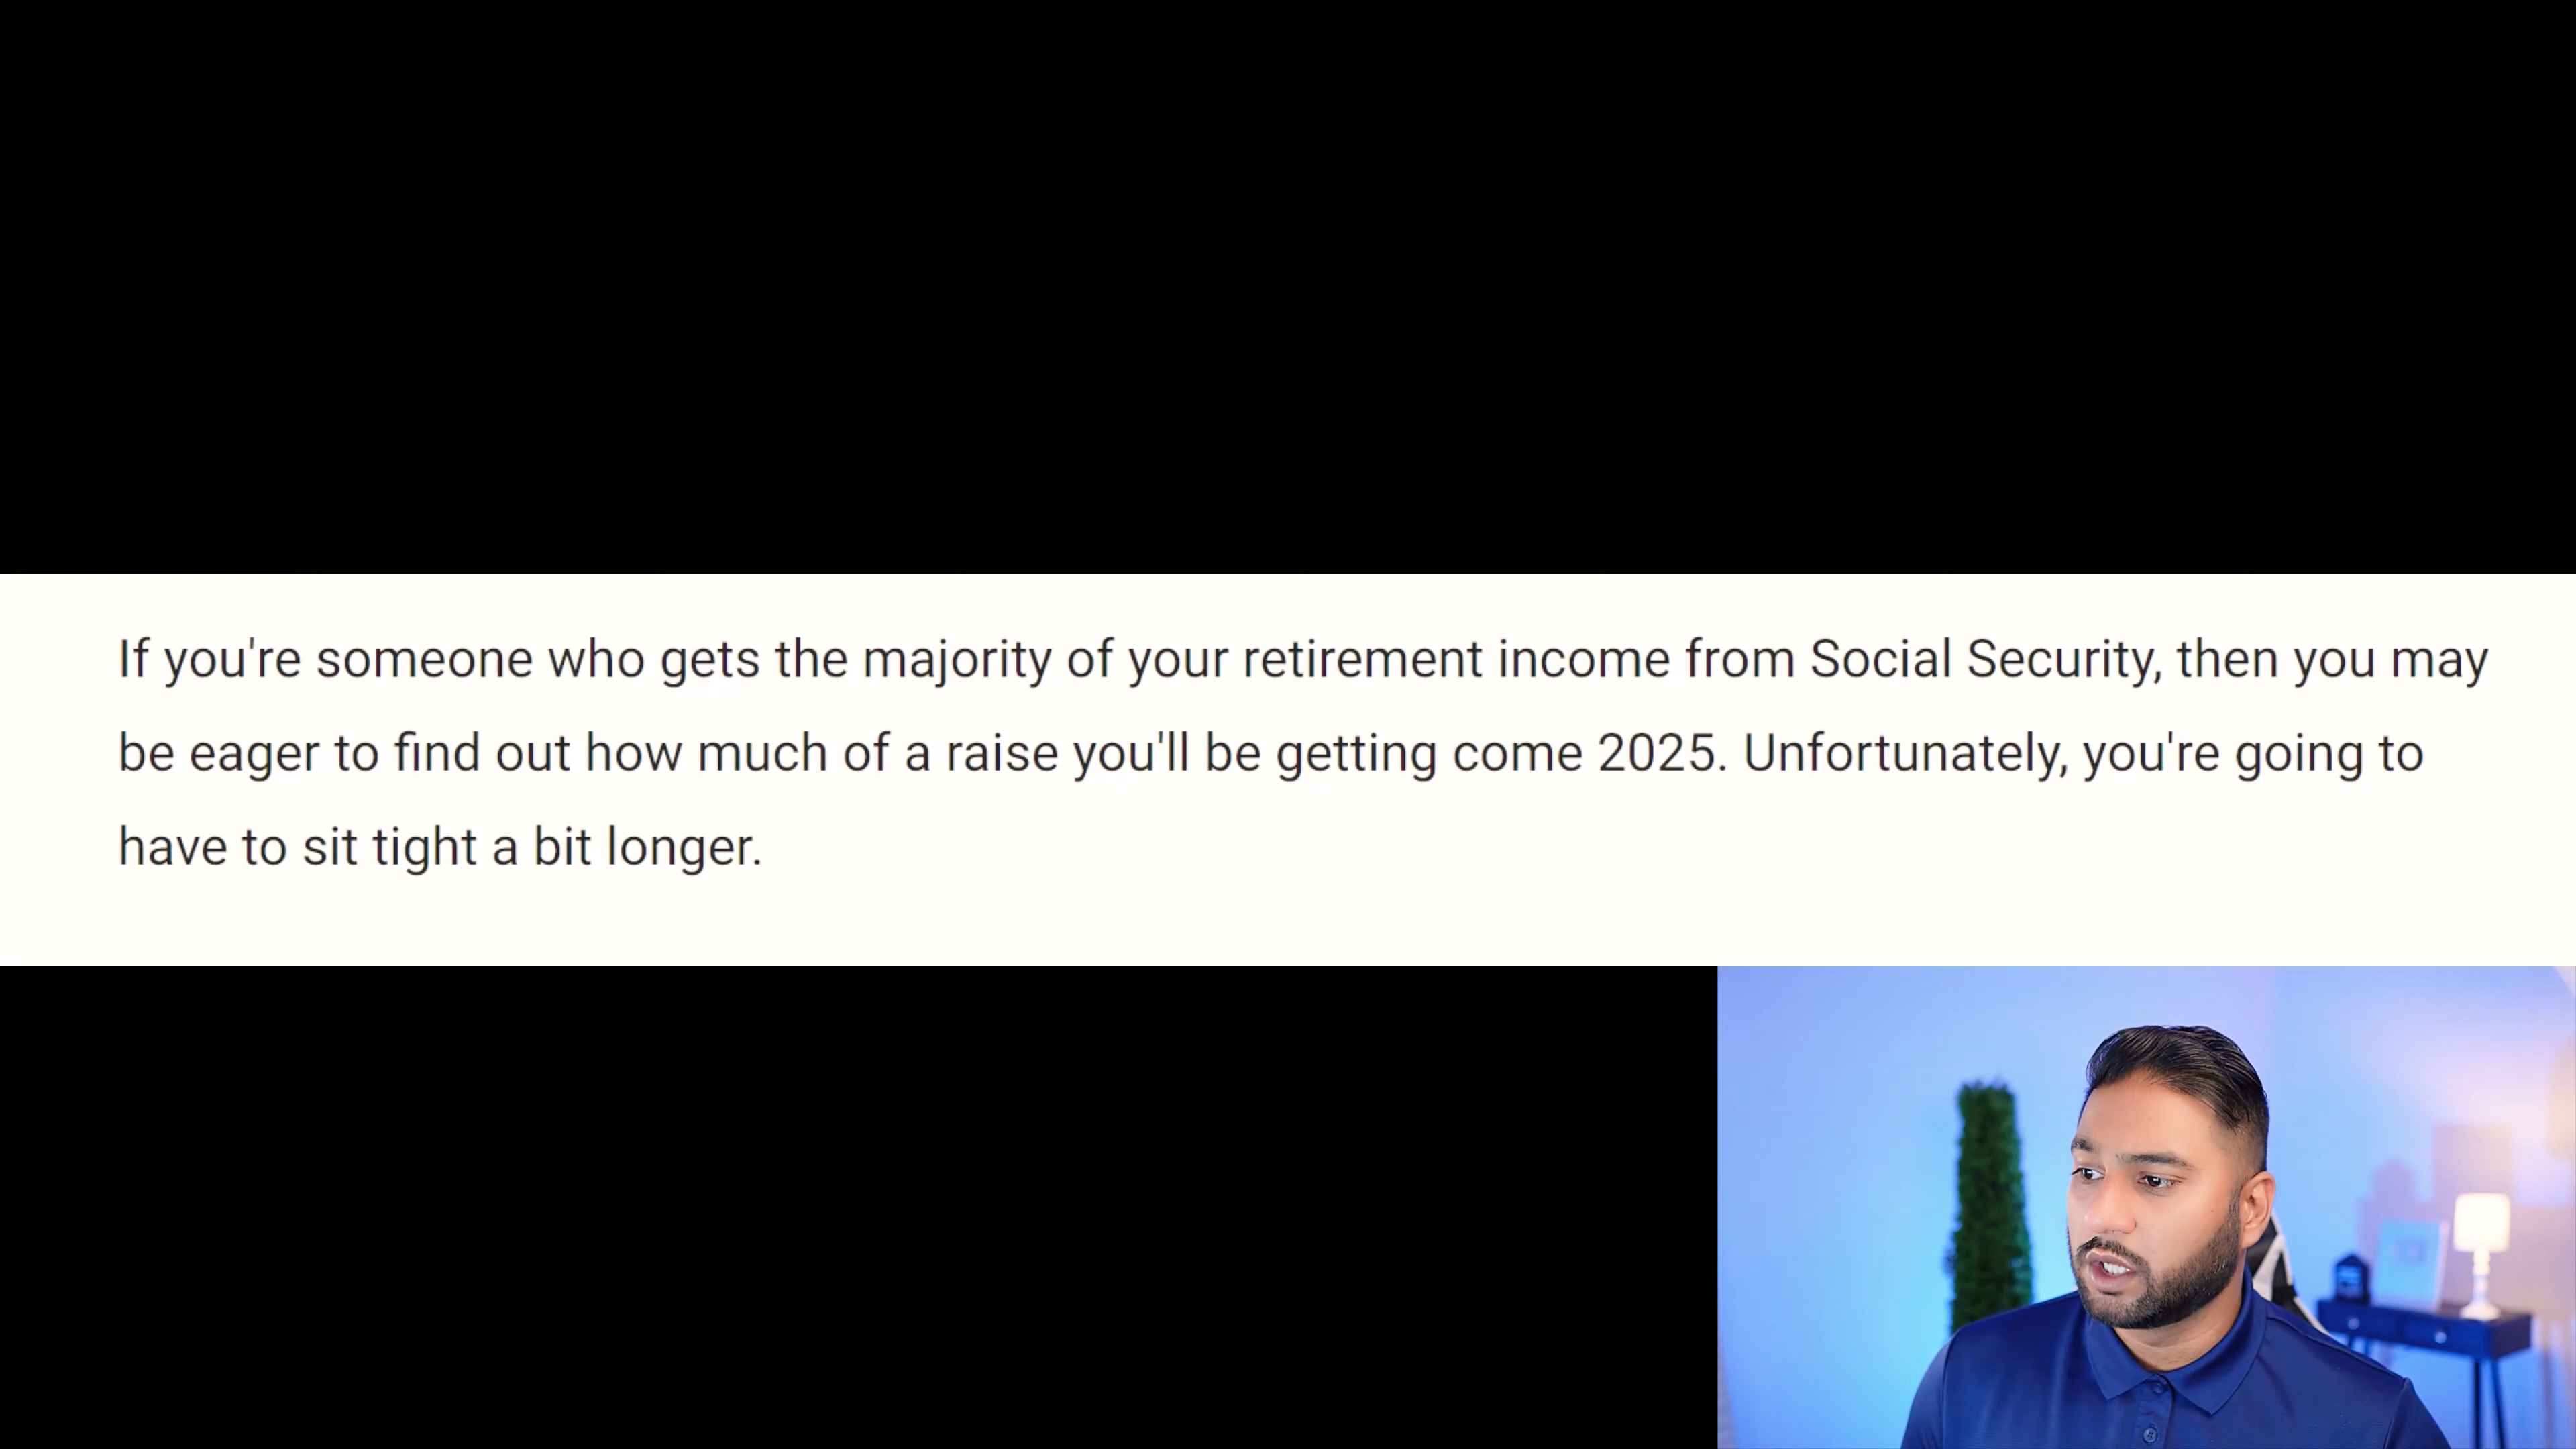 If you're someone who gets the majority of your retirement income from Social Security, then you may
be eager to find out how much of a raise you'll be getting come 2025. Unfortunately, you're going to
have to sit tight a bit longer.